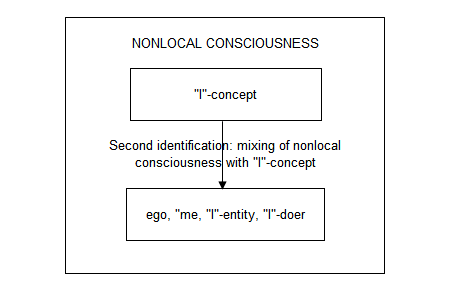 NONLOCAL CONSCIOUSNESS
"I"-concept
Second identification: mixing of nonlocal
consciousness with "I"-concept
ego, "me, "I"-entity, "I"-doer